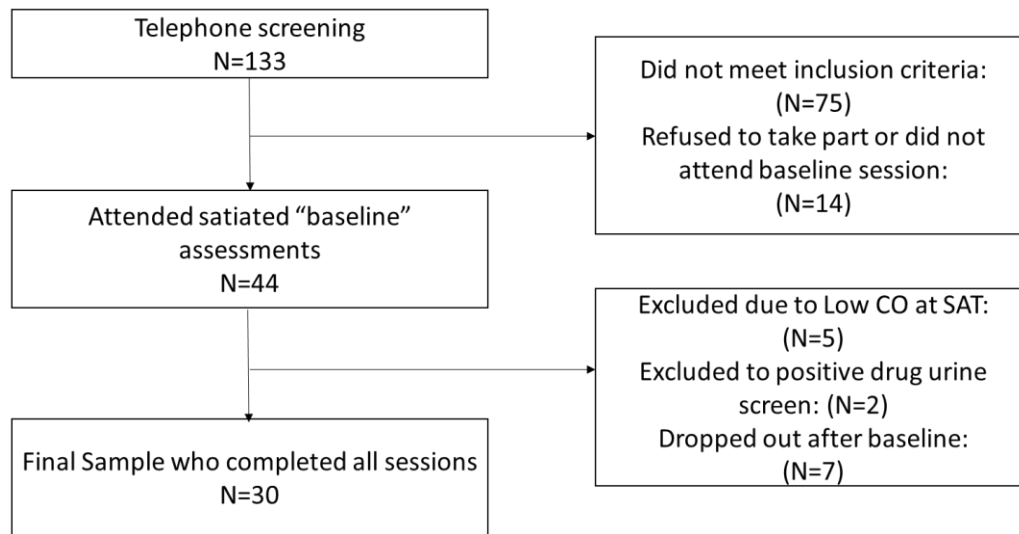 Telephone screening
N=133
Did not meet inclusion criteria:
(N=75)
Refused to take part or did not
attend baseline session:
(N=14)
Attended satiated “baseline”
assessments
N=44
Excluded due to Low CO at SAT:
(N=5)
Excluded to positive drug urine
screen: (N=2)
Dropped out after baseline:
(N=7)
Final Sample who completed all sessions
N=30